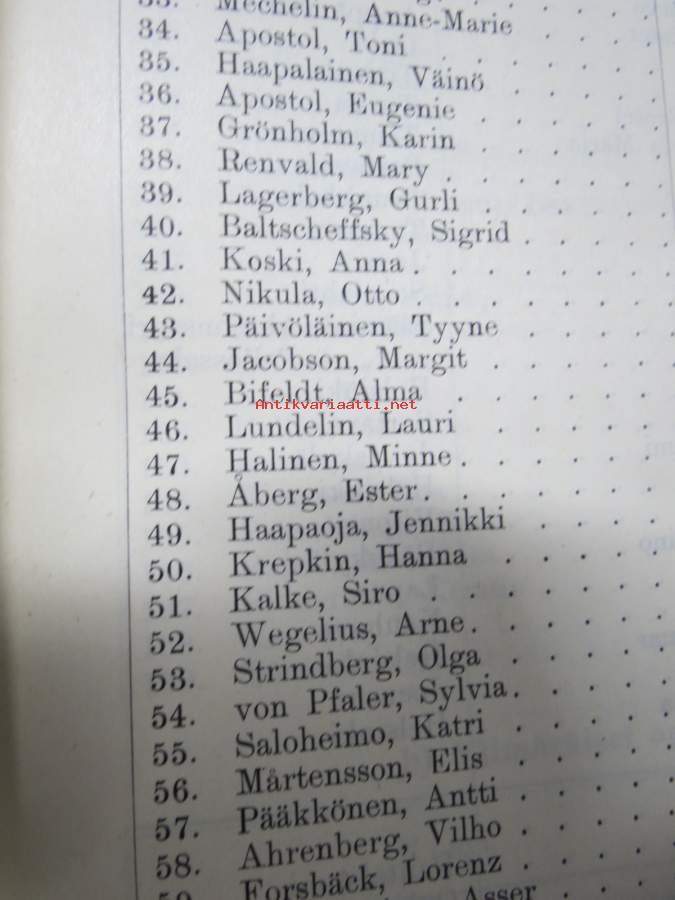 33. Mechelin, Anne-Marie
34. Apostol, Toni
35. Haapalainen, Väinö
36. Apostol, Eugenie
37. Grönholm, Karin
38. Renvald, Mary
39. Lagerberg, Gurli
40. Baltscheffsky, Sigrid
41. Koski, Anna
42. Nikula, Otto
43. Päivöläinen, Tyyne
44. Jacobson, Margit
45. Bifeldt, Alma
Antikvariaatti.net
46. Lundelin, Lauri
47. Halinen, Minne
48. Åberg, Ester
49. Haapaoja, Jennikki
50. Krepkin, Hanna
51. Kalke, Siro
52. Wegelius, Arne
53. Strindberg, Olga
54. von Pfaler, Sylvia
55. Saloheimo, Katri
56. Mårtensson, Elis
57. Pääkkönen, Antti
58. Ahrenberg, Vilho
59. Forsbäck, Lorenz
Asser